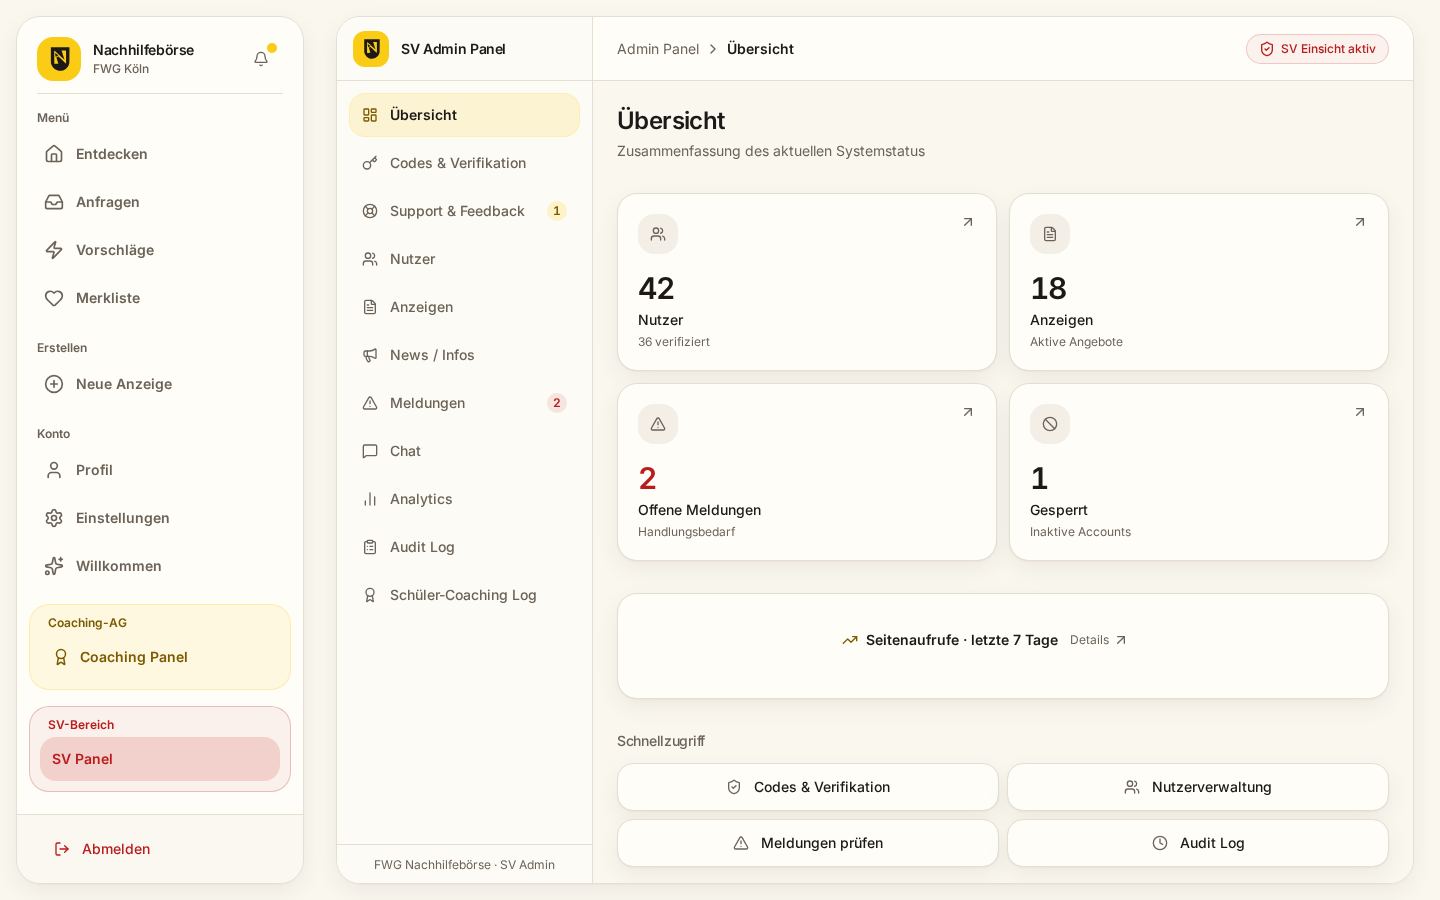 Nachhilfebörse
FWG Köln
Menü
Entdecken
Anfragen
Vorschläge
Merkliste
Erstellen
Neue Anzeige
Konto
Profil
Einstellungen
Willkommen
Coaching-AG
Coaching Panel
SV-Bereich
SV Panel
Abmelden
SV Admin Panel
Übersicht
Codes & Verifikation
Support & Feedback 1
Nutzer
Anzeigen
News / Infos
Meldungen 2
Chat
Analytics
Audit Log
Schüler-Coaching Log
FWG Nachhilfebörse · SV Admin
Admin Panel > Übersicht
SV Einsicht aktiv
Übersicht
Zusammenfassung des aktuellen Systemstatus
42
Nutzer
36 verifiziert
18
Anzeigen
Aktive Angebote
2
Offene Meldungen
Handlungsbedarf
1
Gesperrt
Inaktive Accounts
Seitenaufrufe · letzte 7 Tage Details
Schnellzugriff
Codes & Verifikation
Nutzerverwaltung
Meldungen prüfen
Audit Log